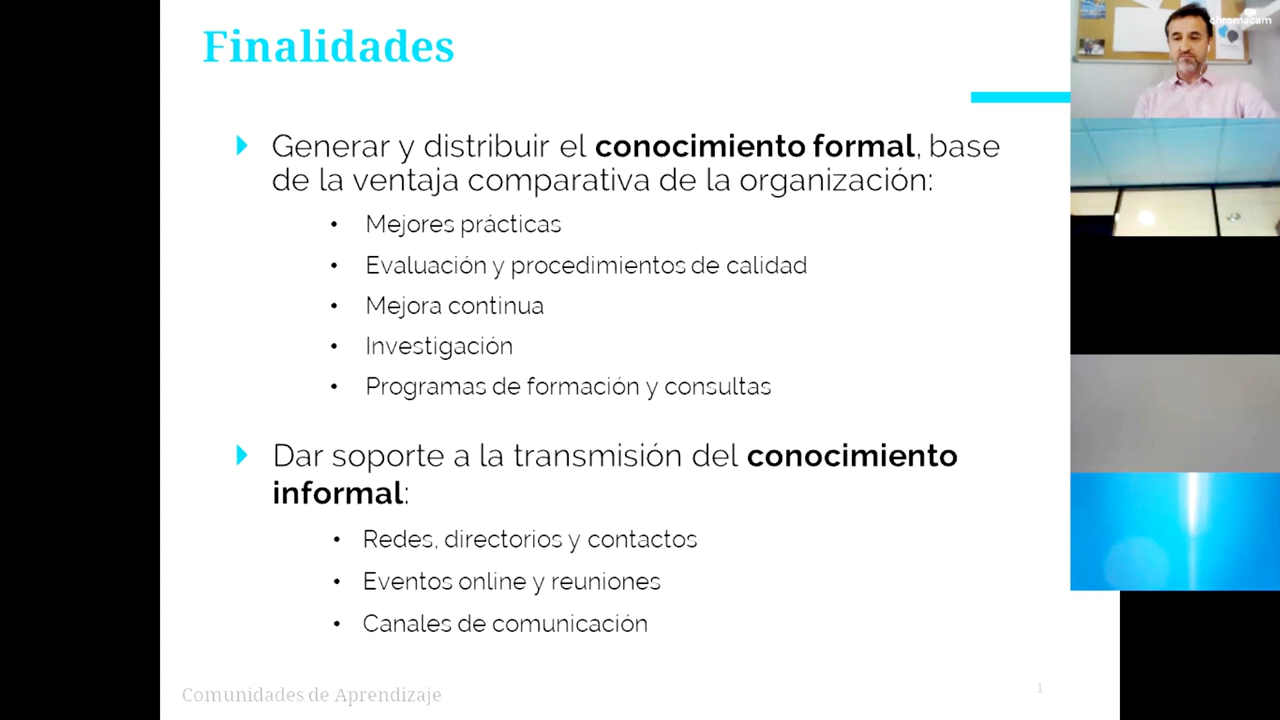 Finalidades
Generar y distribuir el conocimiento formal, base
de la ventaja comparativa de la organización:
• Mejores prácticas
• Evaluación y procedimientos de calidad
• Mejora continua
• Investigación
• Programas de formación y consultas
Dar soporte a la transmisión del conocimiento
informal:
• Redes, directorios y contactos
• Eventos online y reuniones
• Canales de comunicación
Comunidades de Aprendizaje
1
chromacam